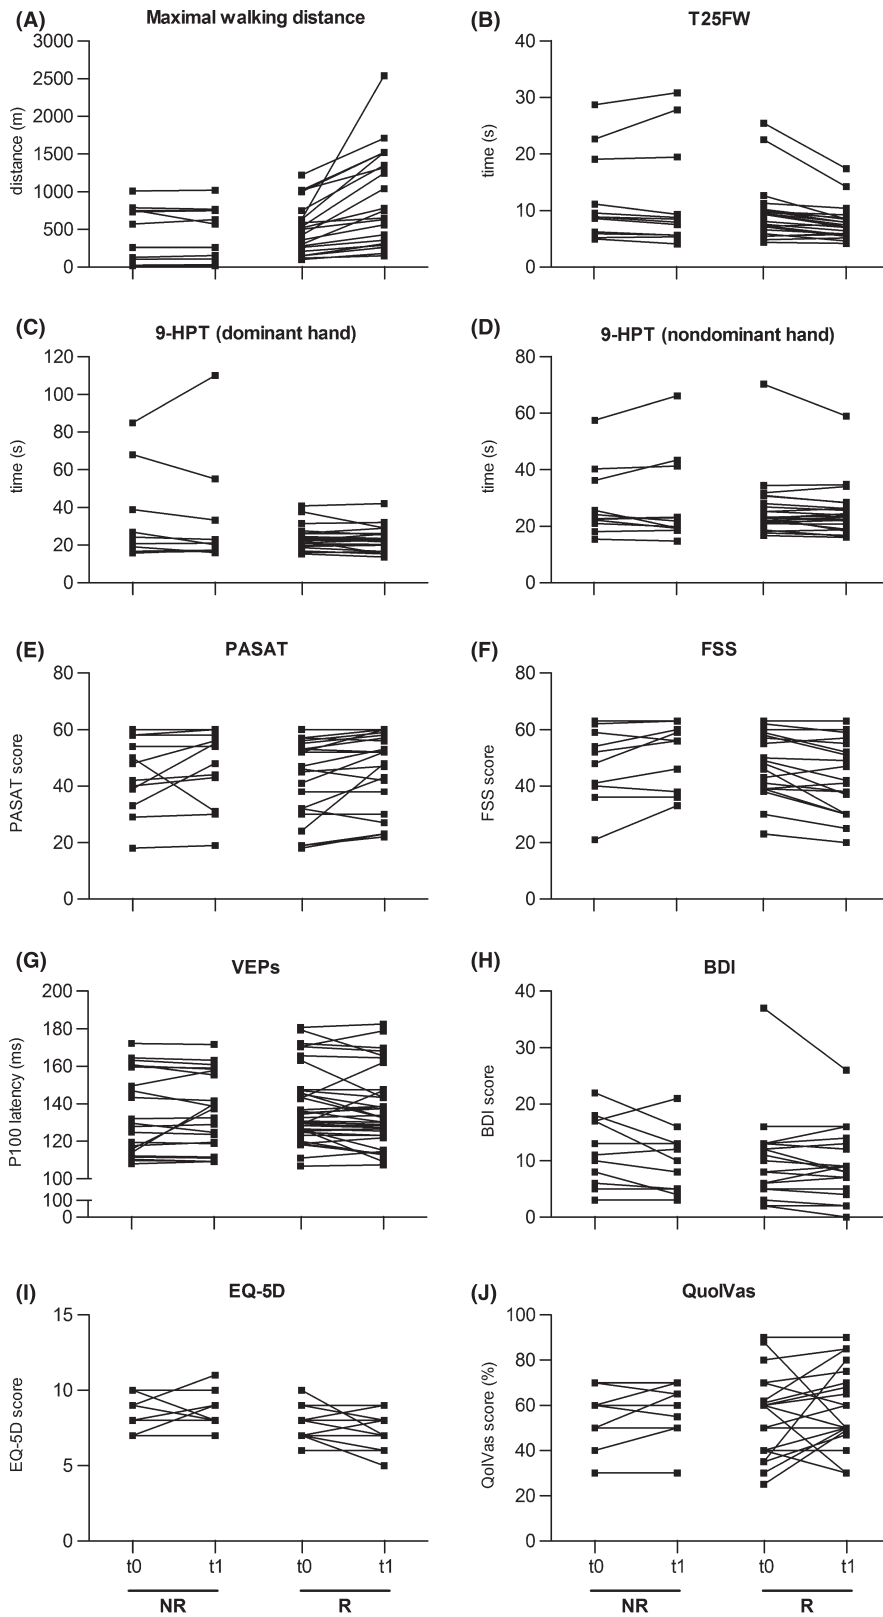 (A) Maximal walking distance
3000
2500
2000
1500
1000
500
0
distance (m)
(B) T25FW
40
30
20
10
0
time (s)
(C) 9-HPT (dominant hand)
120
100
80
60
40
20
0
time (s)
(D) 9-HPT (nondominant hand)
80
60
40
20
0
time (s)
(E) PASAT
80
60
40
20
0
PASAT score
(F) FSS
80
60
40
20
0
FSS score
(G) VEPs
200
180
160
140
120
100
100
0
P100 latency (ms)
(H) BDI
40
30
20
10
0
BDI score
(I) EQ-5D
15
10
5
0
EQ-5D score
t0 t1 t0 t1
NR R
(J) QuolVas
100
80
60
40
20
0
QolVas score (%)
t0 t1 t0 t1
NR R